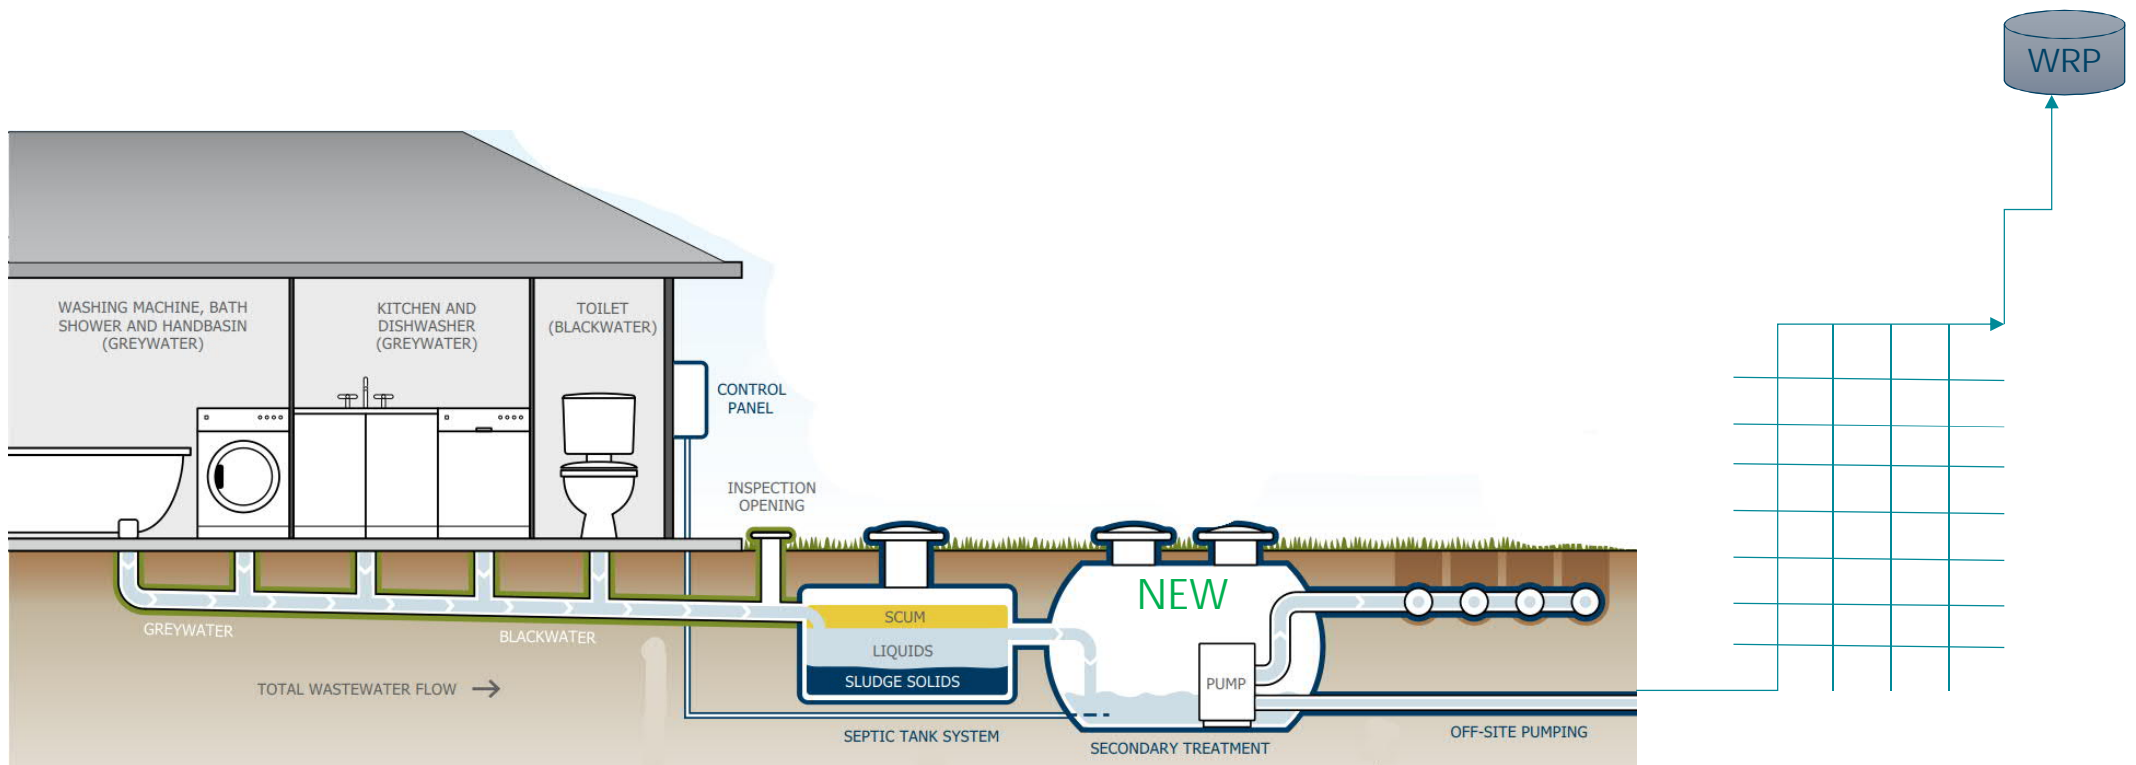 WRP
WASHING MACHINE, BATH
SHOWER AND HANDBASIN
(GREYWATER)
KITCHEN AND
DISHWASHER
(GREYWATER)
TOILET
(BLACKWATER)
CONTROL
PANEL
INSPECTION
OPENING
NEW
SCUM
GREYWATER
BLACKWATER
LIQUIDS
SLUDGE SOLIDS
PUMP
TOTAL WASTEWATER FLOW
SEPTIC TANK SYSTEM
SECONDARY TREATMENT
OFF-SITE PUMPING